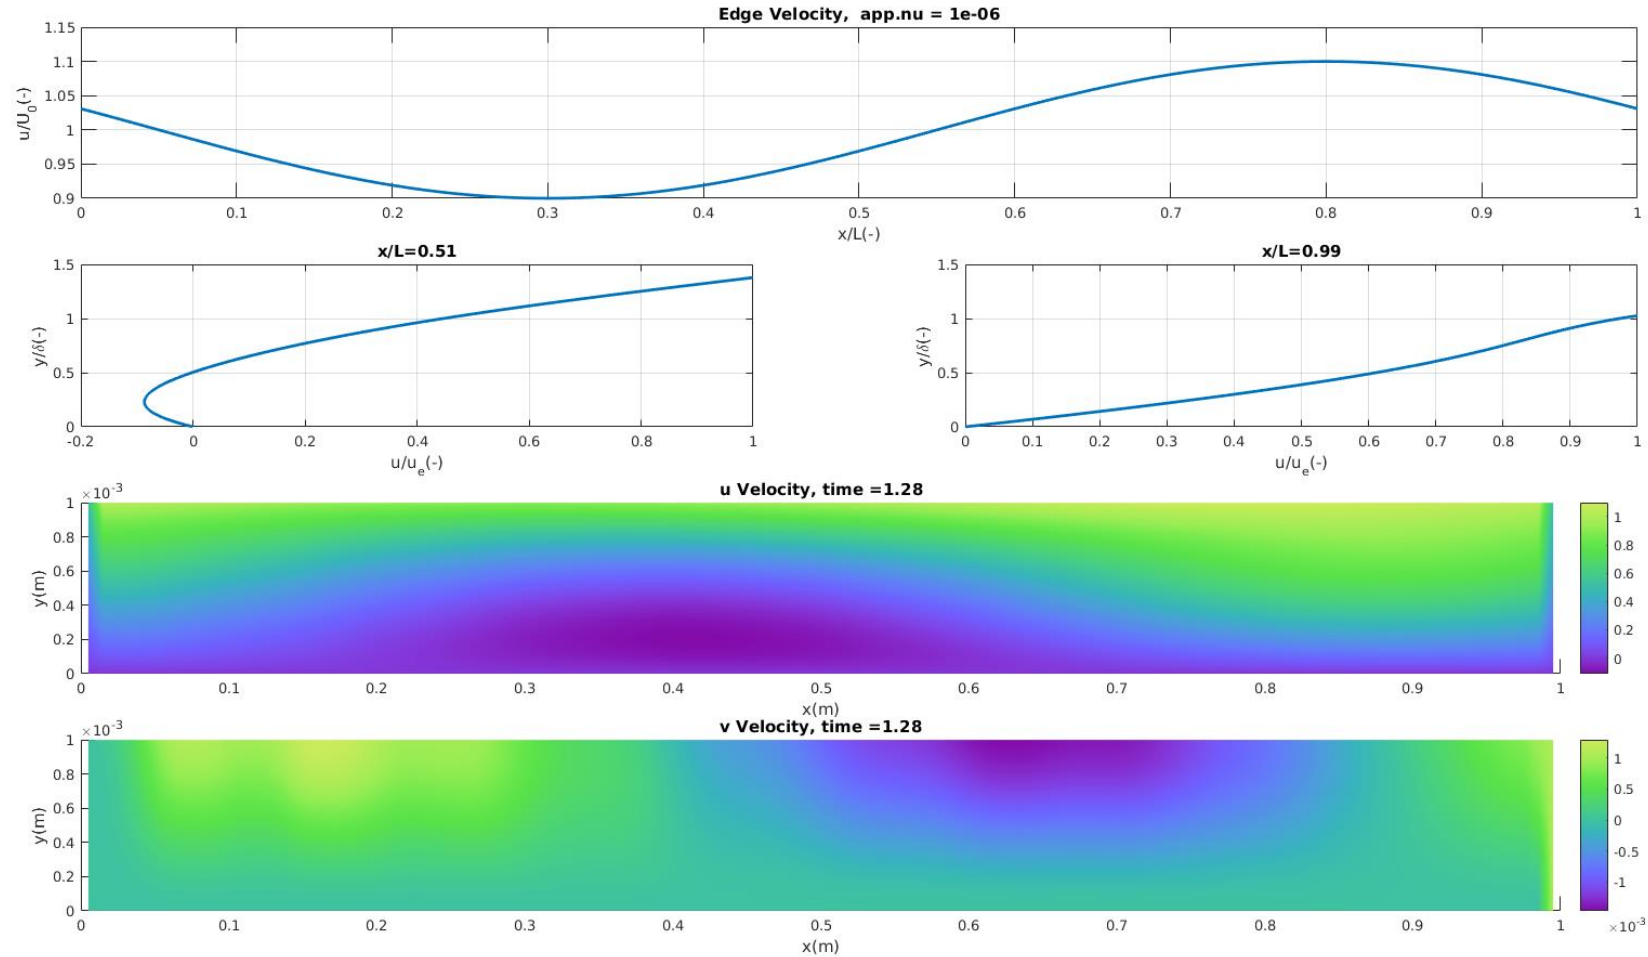 Edge Velocity,  app.nu = 1e-06
1.15
1.1
1.05
1
0.95
0.9
u/U0(-)
0 0.1 0.2 0.3 0.4 0.5 0.6 0.7 0.8 0.9 1
x/L(-)
x/L=0.51
1.5
1
0.5
0
y/δ(-)
-0.2 0 0.2 0.4 0.6 0.8 1
u/ue(-)
x/L=0.99
1.5
1
0.5
0
y/δ(-)
0 0.1 0.2 0.3 0.4 0.5 0.6 0.7 0.8 0.9 1
u/ue(-)
×10-3
u Velocity, time =1.28
1
0.8
0.6
0.4
0.2
0
y(m)
0 0.1 0.2 0.3 0.4 0.5 0.6 0.7 0.8 0.9 1
x(m)
1
0.8
0.6
0.4
0.2
0
×10-3
v Velocity, time =1.28
1
0.8
0.6
0.4
0.2
0
y(m)
0 0.1 0.2 0.3 0.4 0.5 0.6 0.7 0.8 0.9 1
x(m)
1
0.5
0
-0.5
-1
×10-3